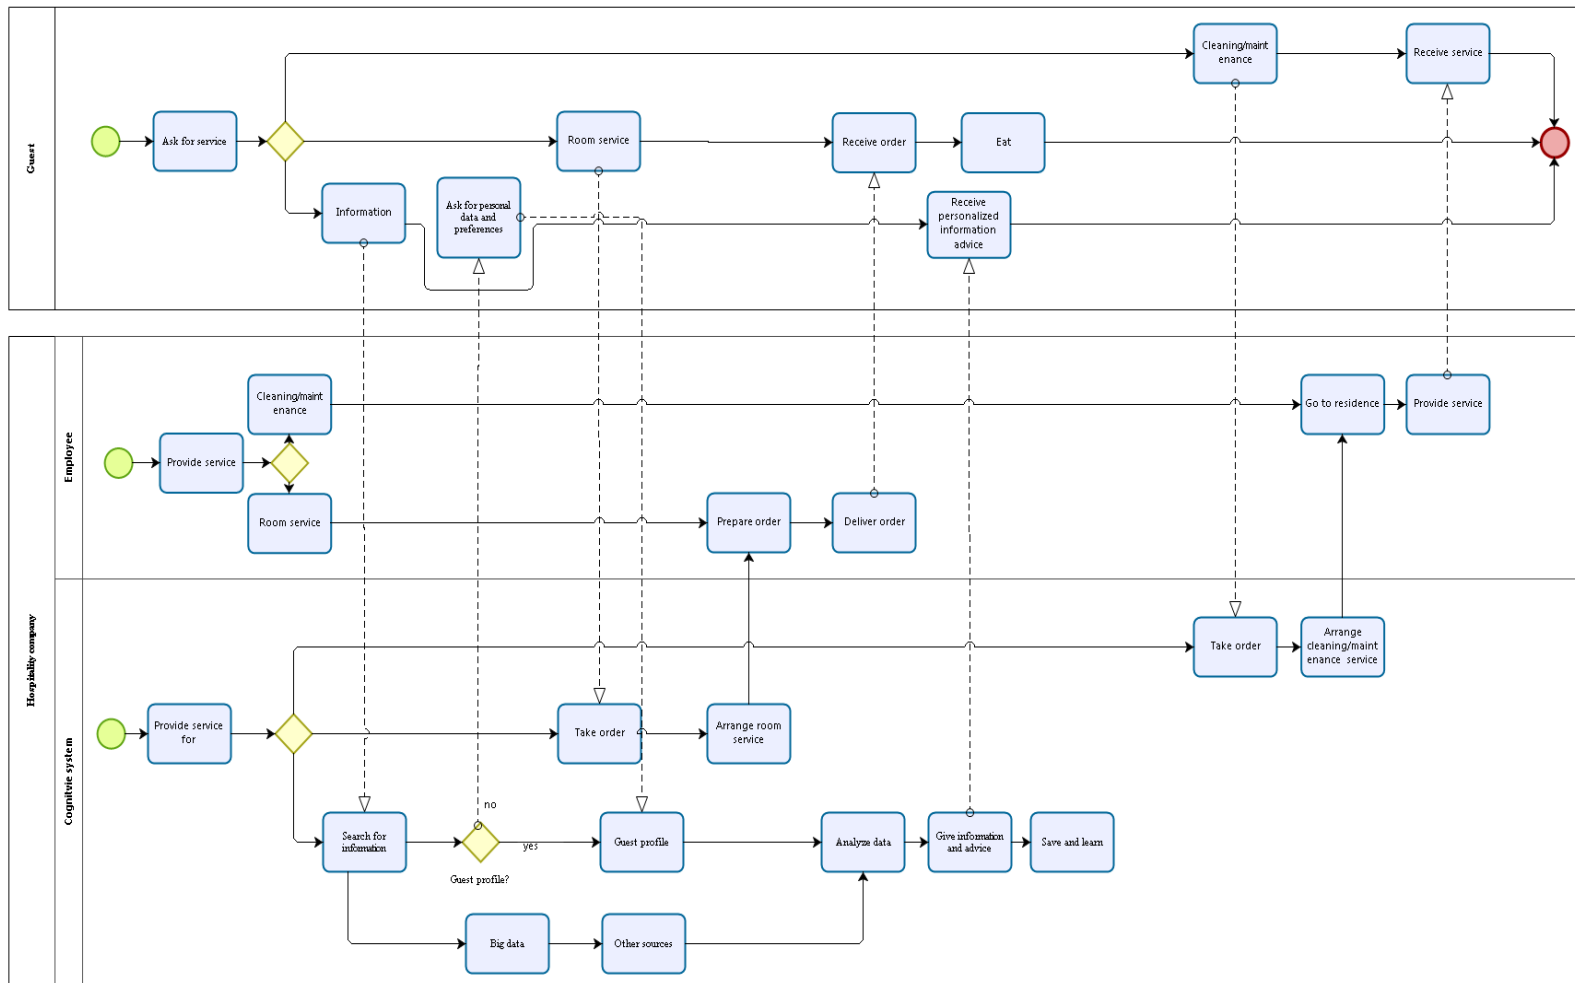 Guest
Ask for service
Cleaning/maint
enance
Receive service
Room service
Receive order
Eat
Information
Ask for personal
data and
preferences
Receive
personalized
information
advice
Hospitality company
Employee
Cleaning/maint
enance
Provide service
Room service
Go to residence
Provide service
Prepare order
Deliver order
Cognitvie system
Take order
Arrange
cleaning/maint
enance service
Provide service
for
Take order
Arrange room
service
no
Search for
information
yes
Guest profile?
Guest profile
Analyze data
Give information
and advice
Save and learn
Big data
Other sources